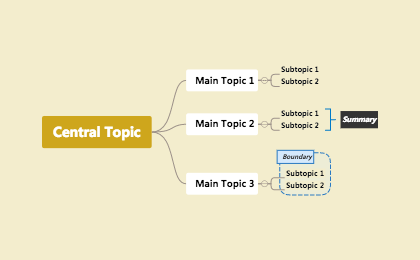 Central Topic
Main Topic 1
Subtopic 1
Subtopic 2
Main Topic 2
Subtopic 1
Subtopic 2
Summary
Main Topic 3
Boundary
Subtopic 1
Subtopic 2